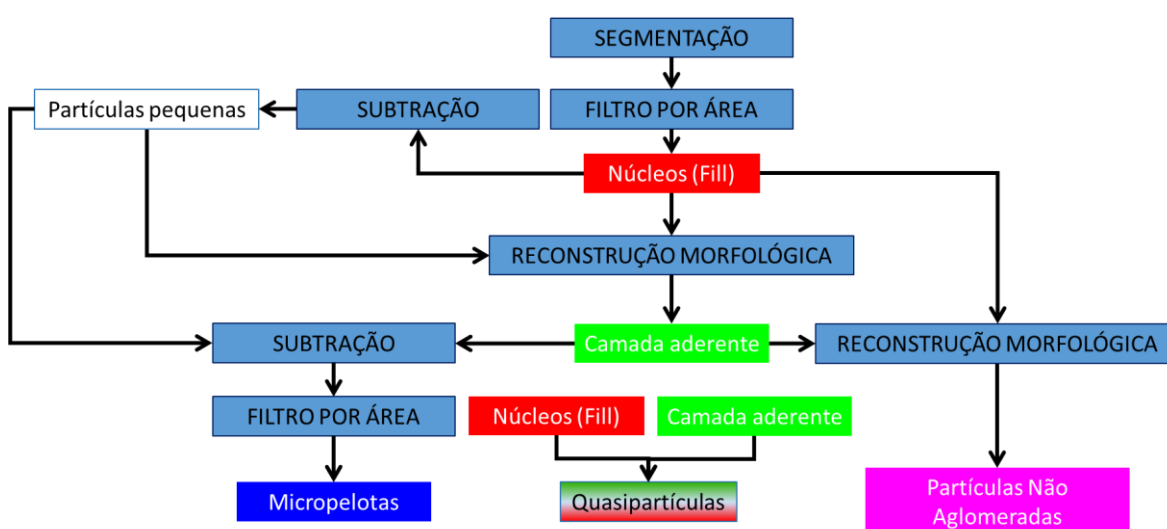 SEGMENTAÇÃO
Partículas pequenas
SUBTRAÇÃO
FILTRO POR ÁREA
Núcleos (Fill)
RECONSTRUÇÃO MORFOLÓGICA
SUBTRAÇÃO
Camada aderente
RECONSTRUÇÃO MORFOLÓGICA
FILTRO POR ÁREA
Núcleos (Fill)
Camada aderente
Micropelotas
Quasipartículas
Partículas Não
Aglomeradas